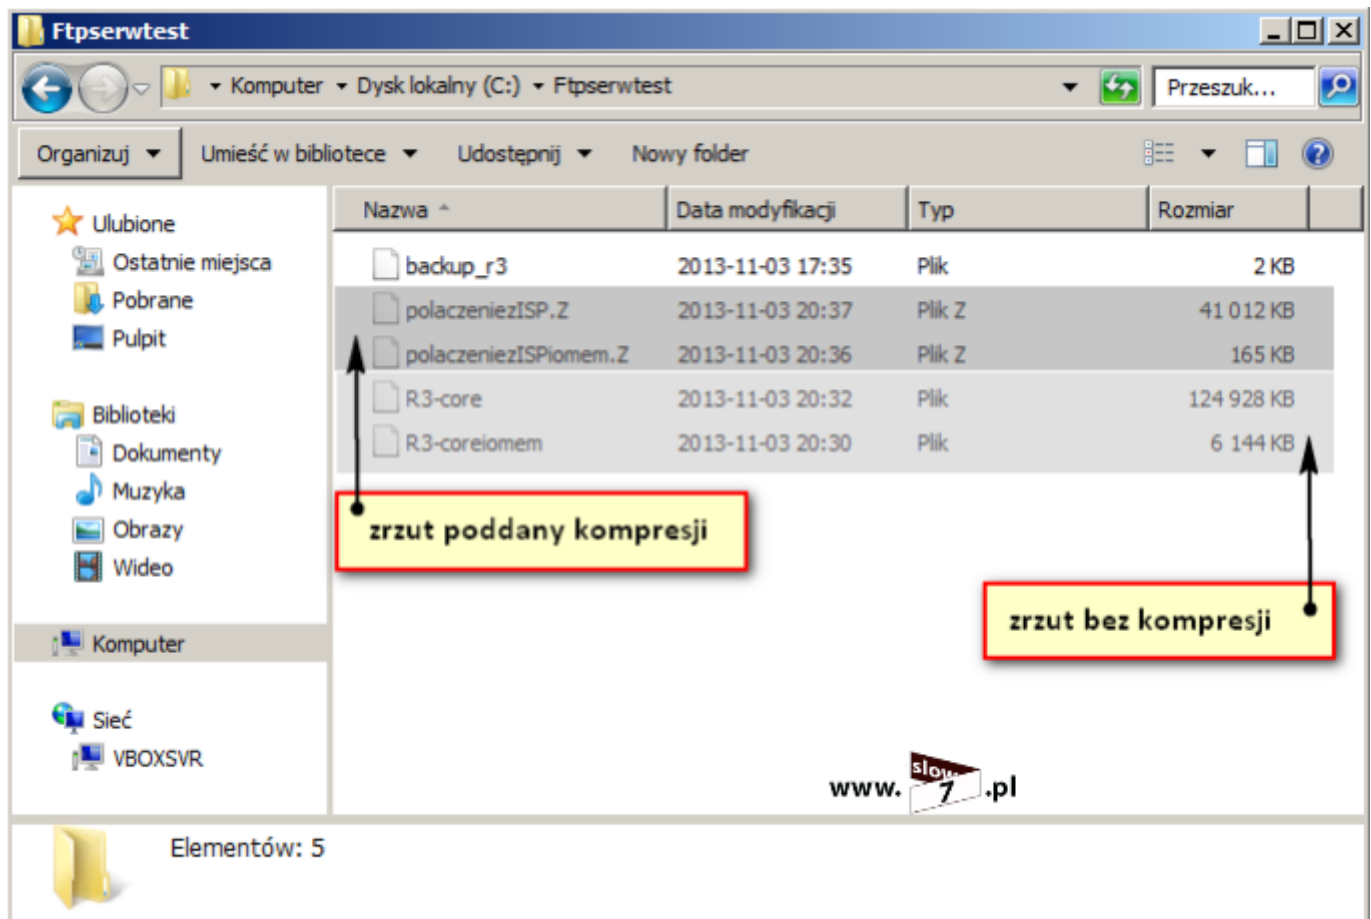 Ftpserwtest
Komputer Dysk lokalny (C:) Ftpserwtest Przeszuk...
Organizuj Umieść w bibliotece Udostępnij Nowy folder
Ulubione
Ostatnie miejsca
Pobrane
Pulpit
Biblioteki
Dokumenty
Muzyka
Obrazy
Wideo
Komputer
Sieć
VBOXSVR
Nazwa Data modyfikacji Typ Rozmiar
backup_r3 2013-11-03 17:35 Plik 2 KB
polaczeniezISP.Z 2013-11-03 20:37 Plik Z 41 012 KB
polaczeniezISPiomem.Z 2013-11-03 20:36 Plik Z 165 KB
R3-core 2013-11-03 20:32 Plik 124 928 KB
R3-coreiomem 2013-11-03 20:30 Plik 6 144 KB
zrzut poddany kompresji
zrzut bez kompresji
www.slow7.pl
Elementów: 5